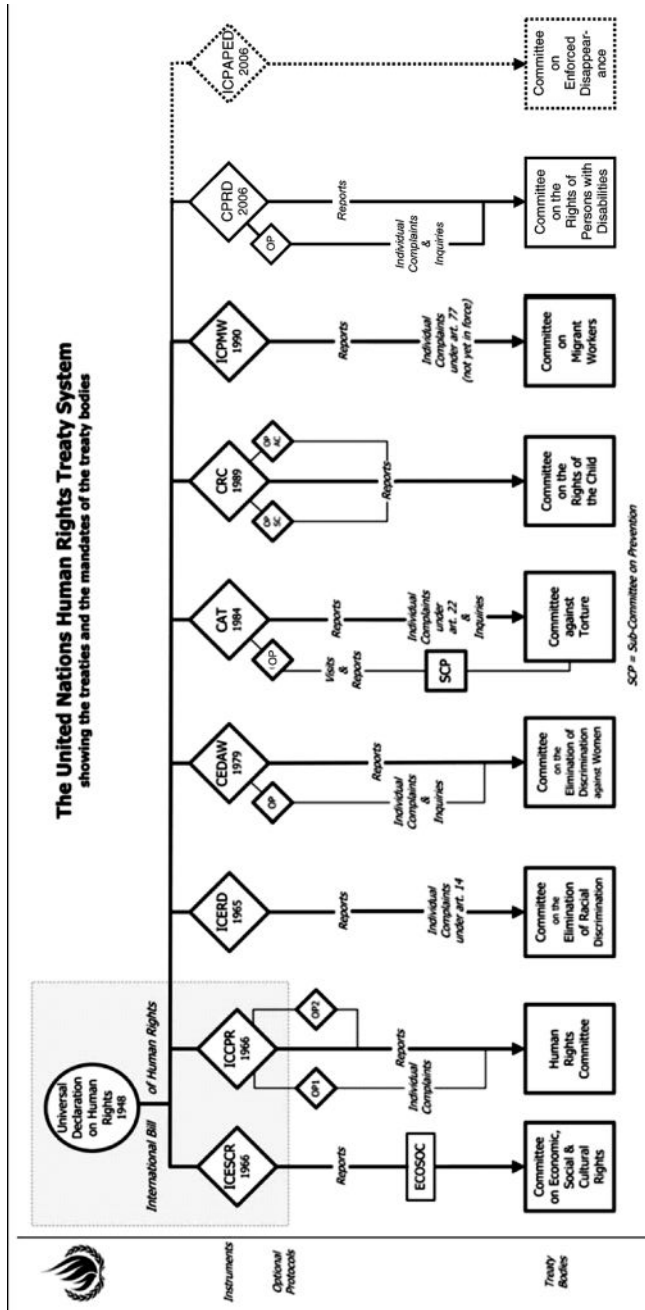 The United Nations Human Rights Treaty System
showing the treaties and the mandates of the treaty bodies
Universal
Declaration
on Human
Rights
1948
International Bill
of Human Rights
Instruments
ICESCR
1966
ICCPR
1966
ICERD
1965
CEDAW
1979
CAT
1984
CRC
1989
ICPMW
1990
CPRD
2006
ICPAPED
2006
Optional
Protocols
OP1
OP2
OP
OP
OP
SC
OP
AC
OP
Reports
ECOSOC
Individual
Complaints
Reports
Reports
Individual
Complaints
under art. 14
Individual
Complaints
&
Inquiries
Reports
Visits
&
Reports
SCP
Reports
Individual
Complaints
under
art. 22
&
Inquiries
Reports
Reports
Individual
Complaints
under art. 77
(not yet in force)
Individual
Complaints
&
Inquiries
Reports
Treaty
Bodies
Committee
on Economic,
Social &
Cultural
Rights
Human
Rights
Committee
Committee
on the
Elimination
of Racial
Discrimination
Committee
on the
Elimination of
Discrimination
against Women
Committee
against
Torture
Committee
on the
Rights of
the Child
Committee
on
Migrant
Workers
Committee
on the
Rights of
Persons with
Disabilities
Committee
on
Enforced
Disappear-
ance
SCP = Sub-Committee on Prevention